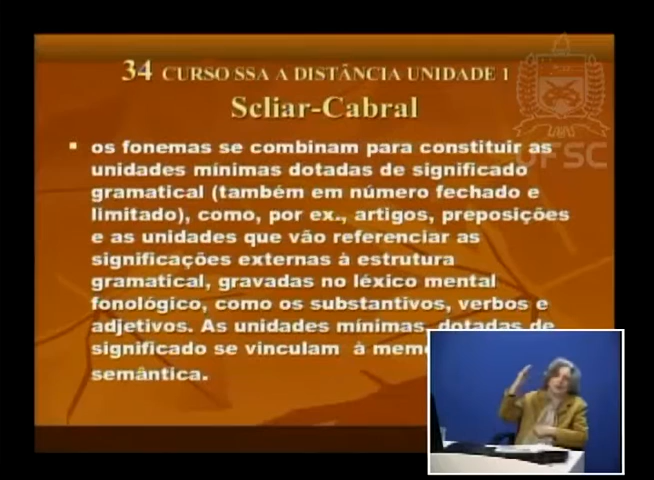 34 CURSO SSA A DISTÂNCIA UNIDADE 1
Scliar-Cabral
UFSC
os fonemas se combinam para constituir as
unidades mínimas dotadas de significado
gramatical (também em número fechado e
limitado), como, por ex., artigos, preposições
e as unidades que vão referenciar as
significações externas à estrutura
gramatical, gravadas no léxico mental
fonológico, como os substantivos, verbos e
adjetivos. As unidades mínimas dotadas de
significado se vinculam à
semântica.